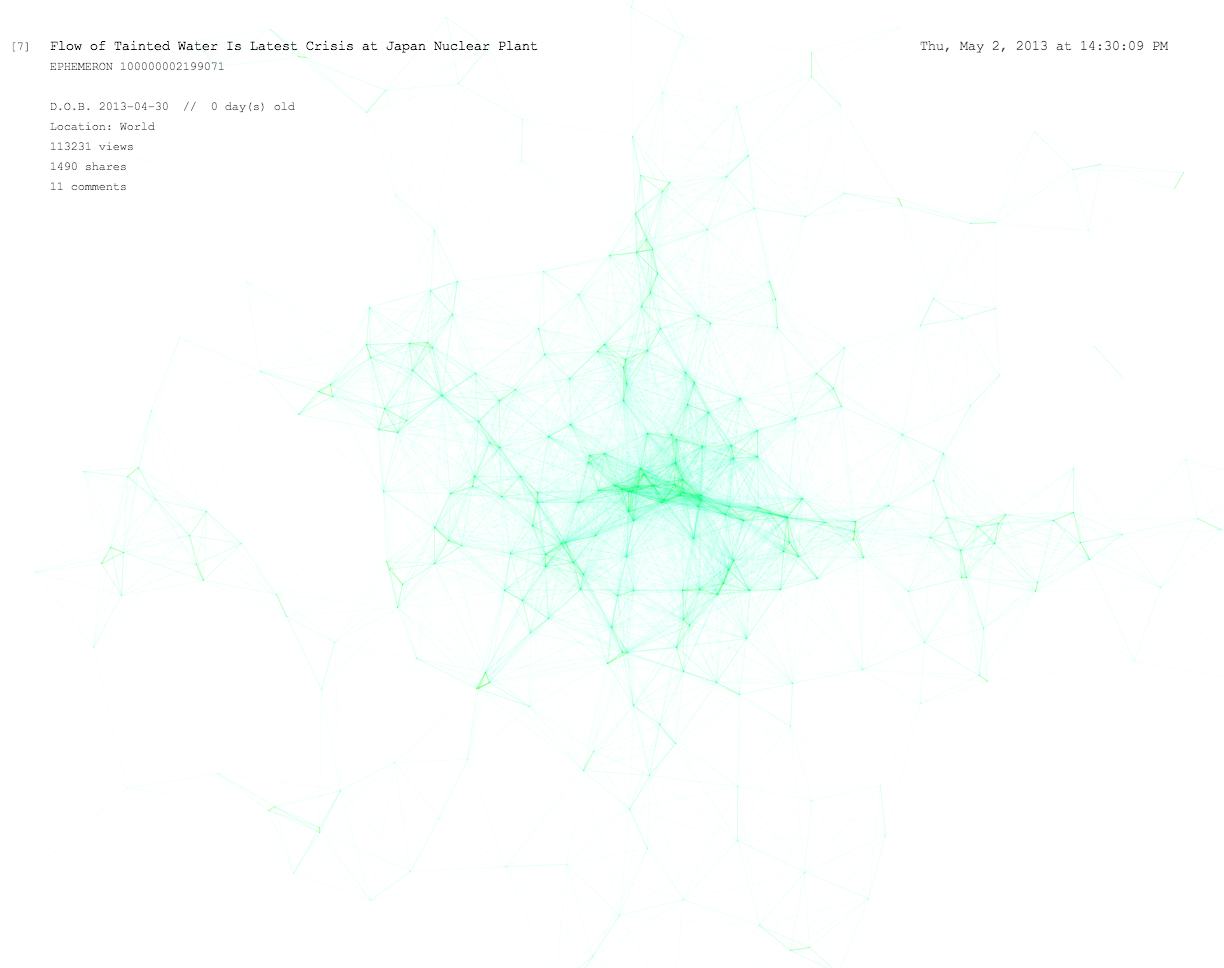 [7] Flow of Tainted Water Is Latest Crisis at Japan Nuclear Plant Thu, May 2, 2013 at 14:30:09 PM
EPHEMERON 100000002199071
D.O.B. 2013-04-30 // 0 day(s) old
Location: World
113231 views
1490 shares
11 comments